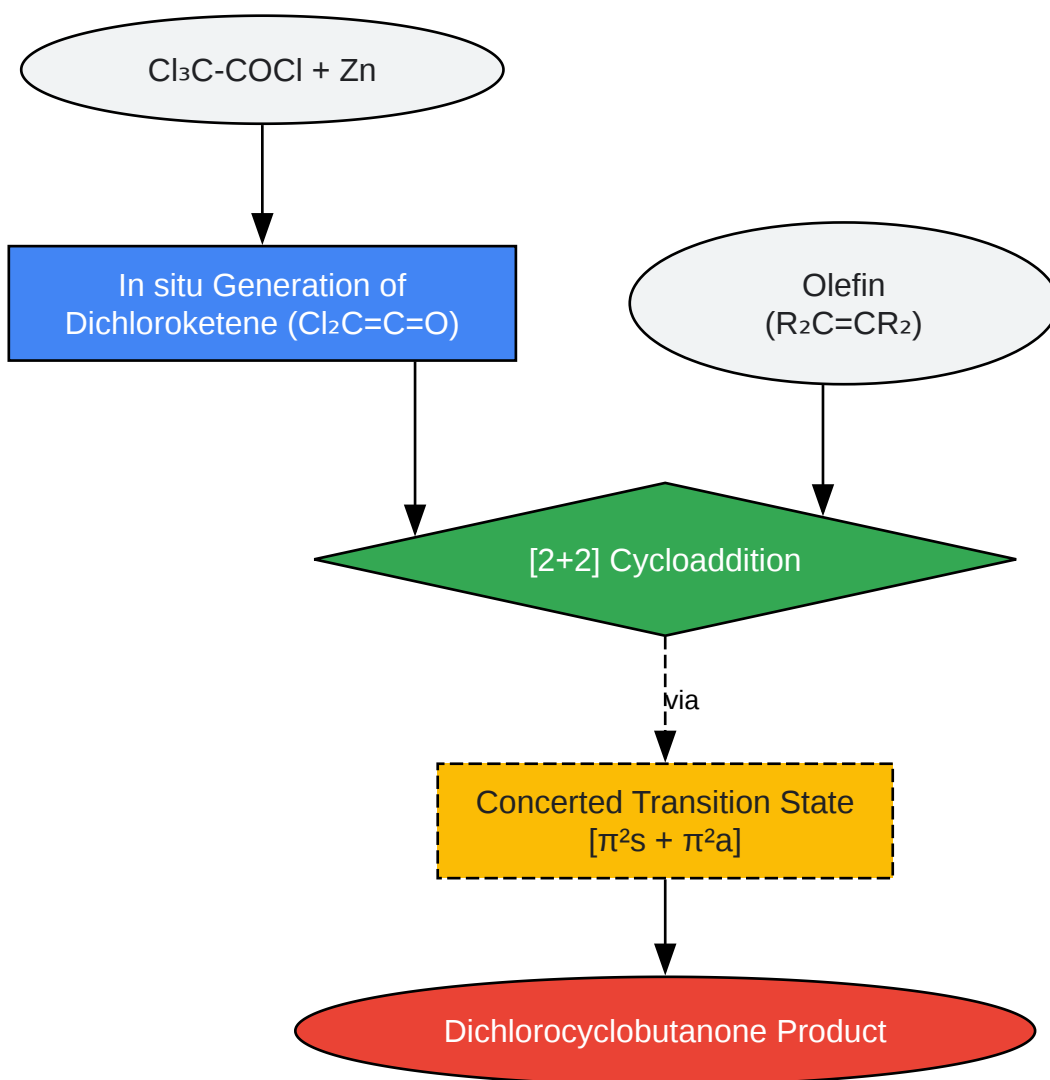 Cl₃C-COCl + Zn
In situ Generation of
Dichloroketene (Cl₂C=C=O)
Olefin
(R₂C=CR₂)
[2+2] Cycloaddition
via
Concerted Transition State
[π²s + π²a]
Dichlorocyclobutanone Product